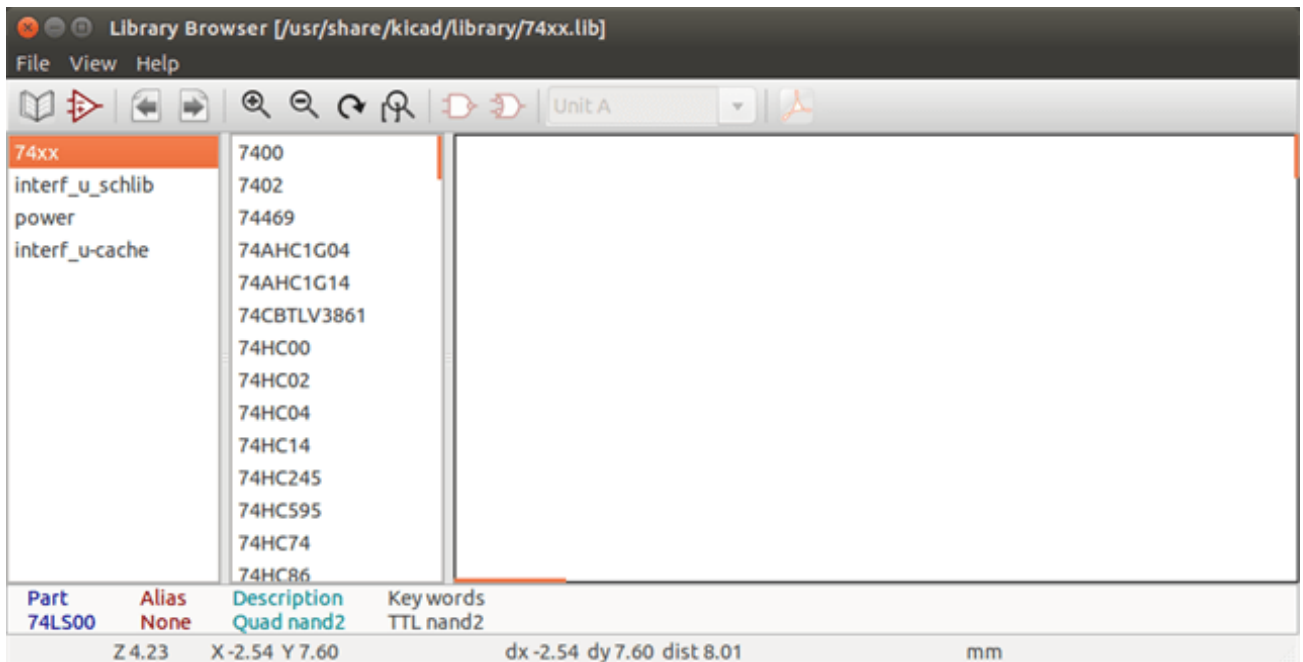 Library Browser [/usr/share/kicad/library/74xx.lib]
File View Help
Unit A
74xx
interf_u_schlib
power
interf_u-cache
7400
7402
74469
74AHC1G04
74AHC1G14
74CBTLV3861
74HC00
74HC02
74HC04
74HC14
74HC245
74HC595
74HC74
74HC86
Part Alias Description Key words
74LS00 None Quad nand2 TTL nand2
Z 4.23 X -2.54 Y 7.60 dx -2.54 dy 7.60 dist 8.01 mm